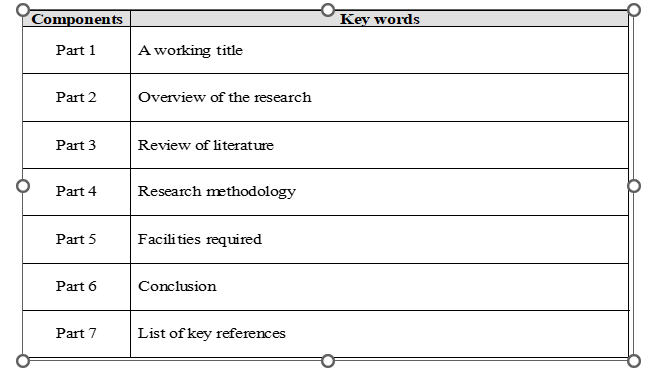 Components Key words
Part 1 A working title
Part 2 Overview of the research
Part 3 Review of literature
Part 4 Research methodology
Part 5 Facilities required
Part 6 Conclusion
Part 7 List of key references